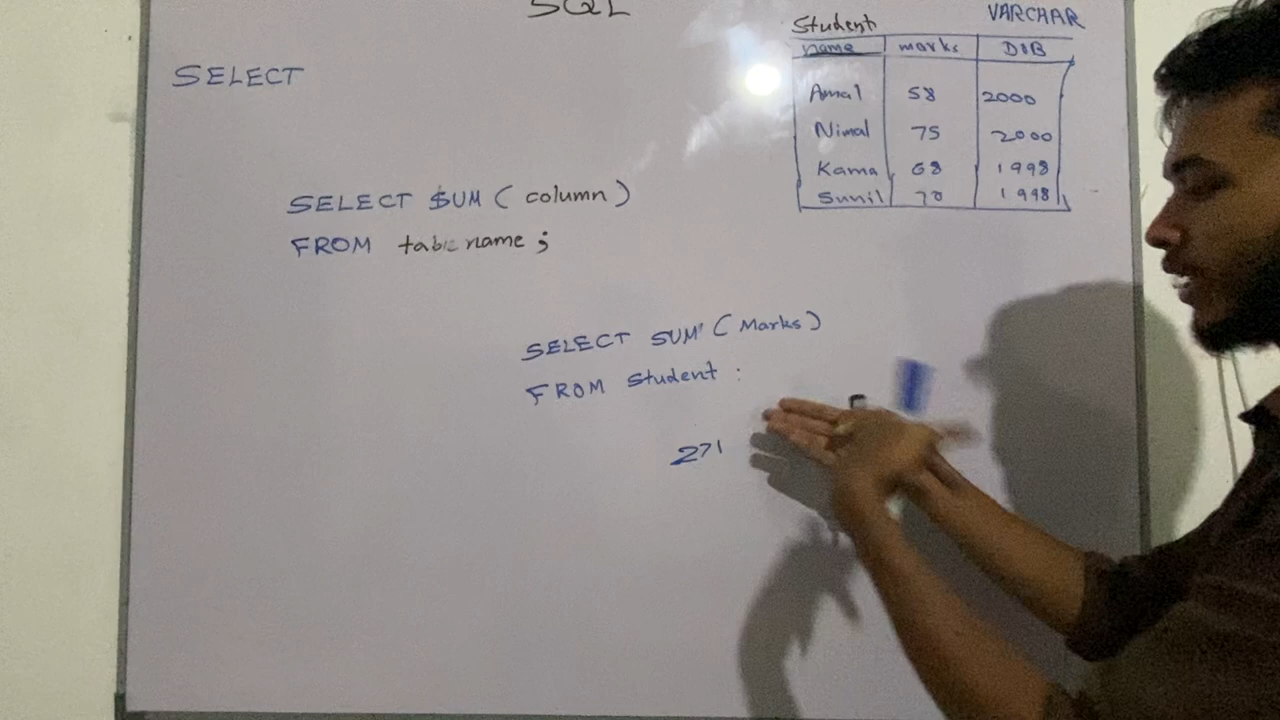 SQL
SELECT
SELECT SUM ( column )
FROM table name ;
Student VARCHAR
name marks DOB
Amal 58 2000
Nimal 75 2000
Kama 68 1998
Sunil 70 1998
SELECT SUM ( Marks )
FROM Student :
271